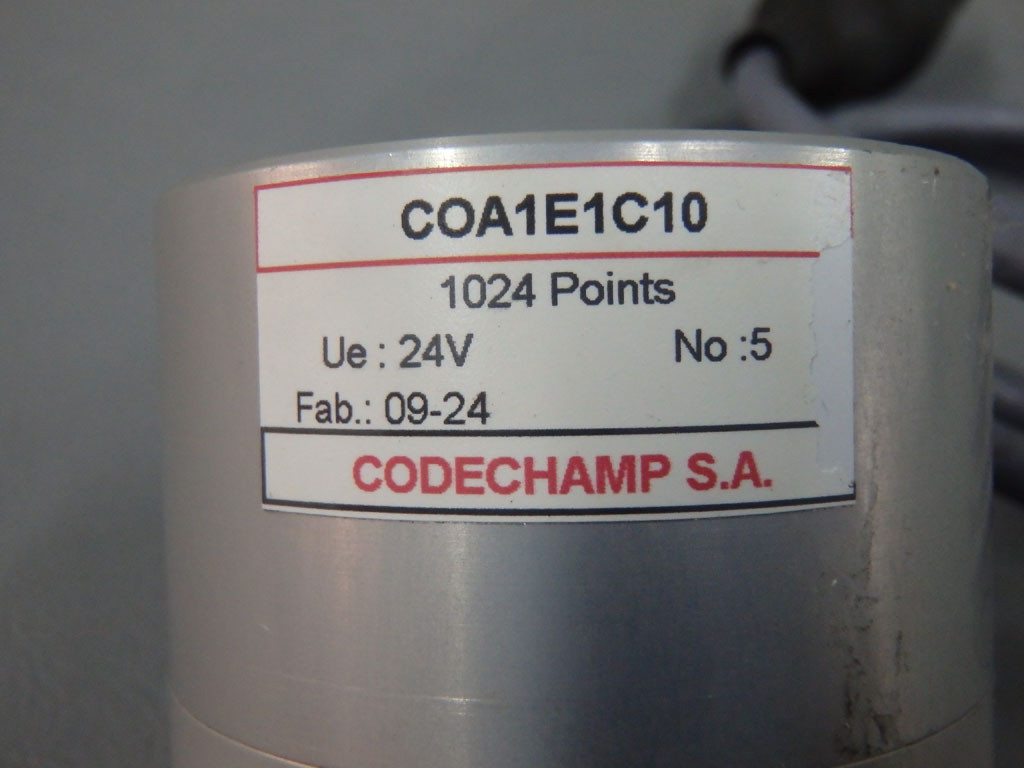 COA1E1C10
1024 Points
Ue : 24V No :5
Fab.: 09-24
CODECHAMP S.A.